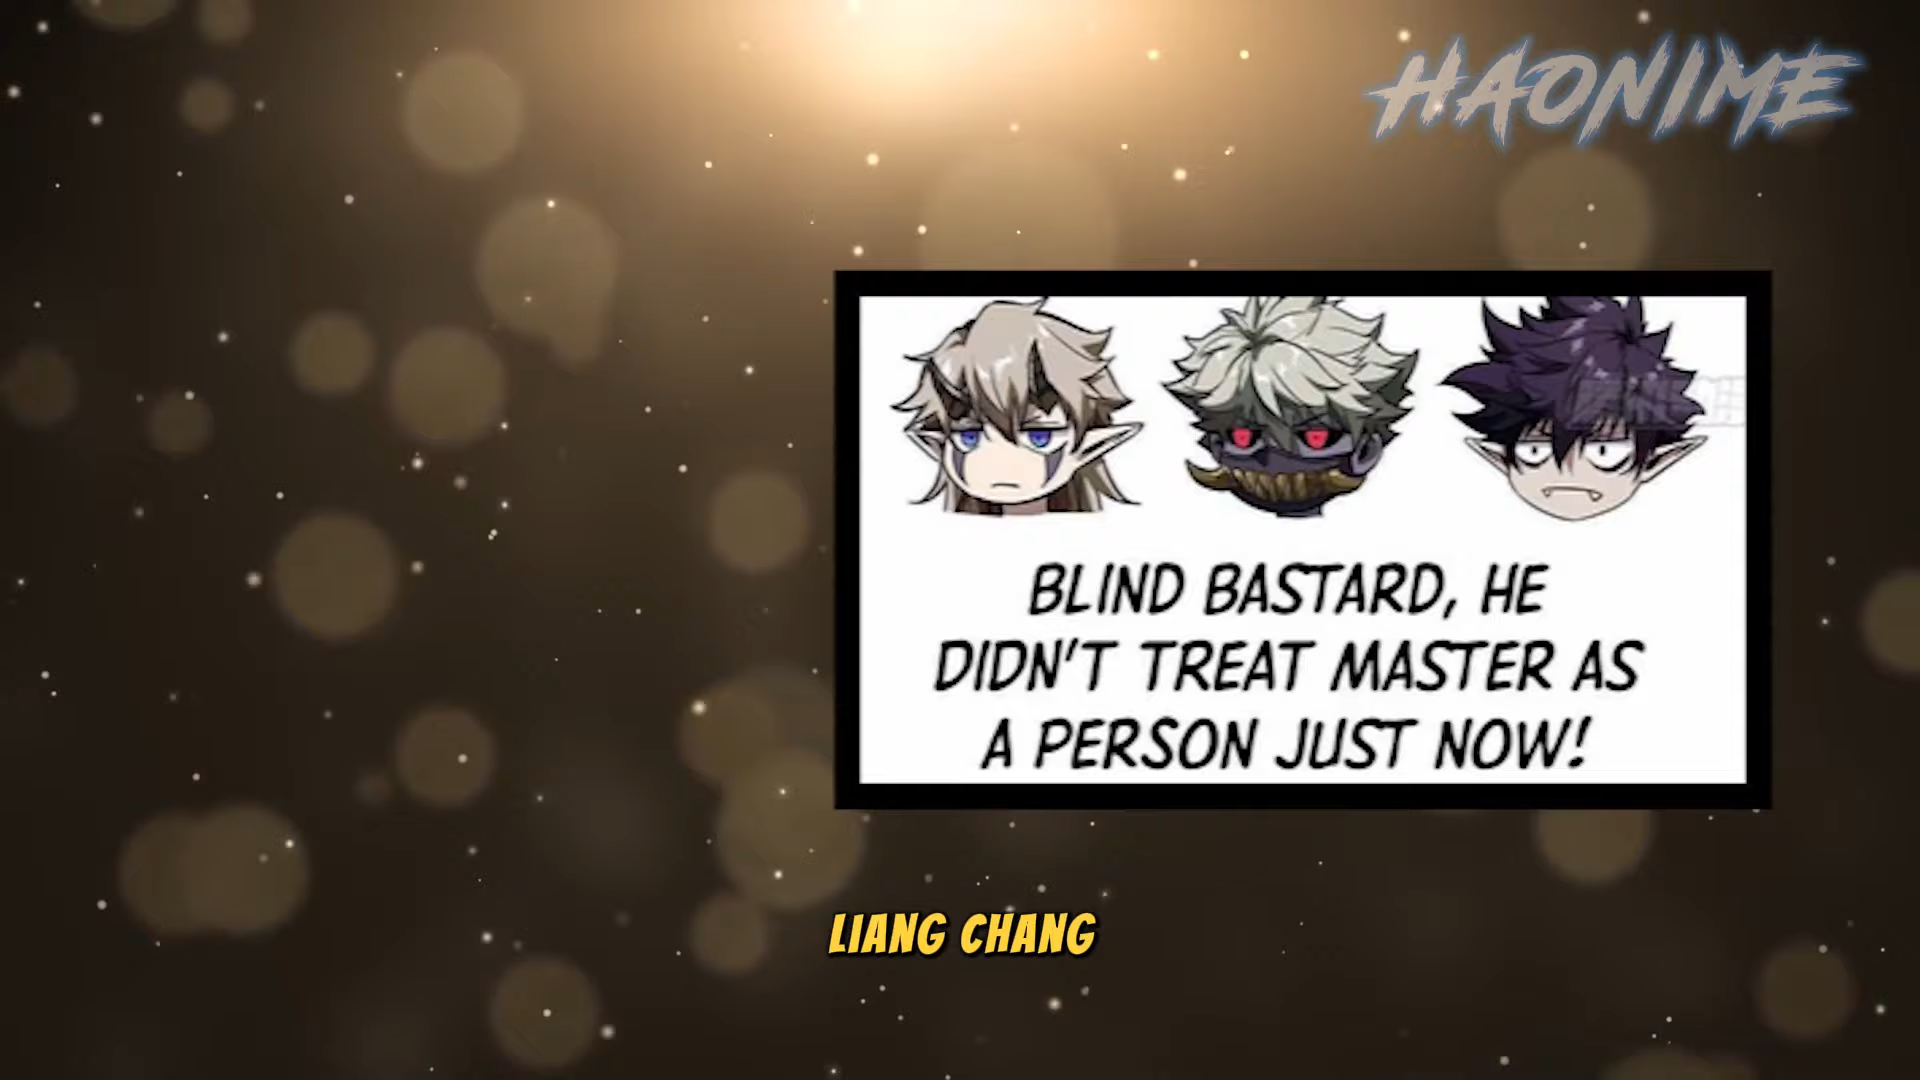 HAONIME
BLIND BASTARD, HE
DIDN'T TREAT MASTER AS
A PERSON JUST NOW!
LIANG CHANG